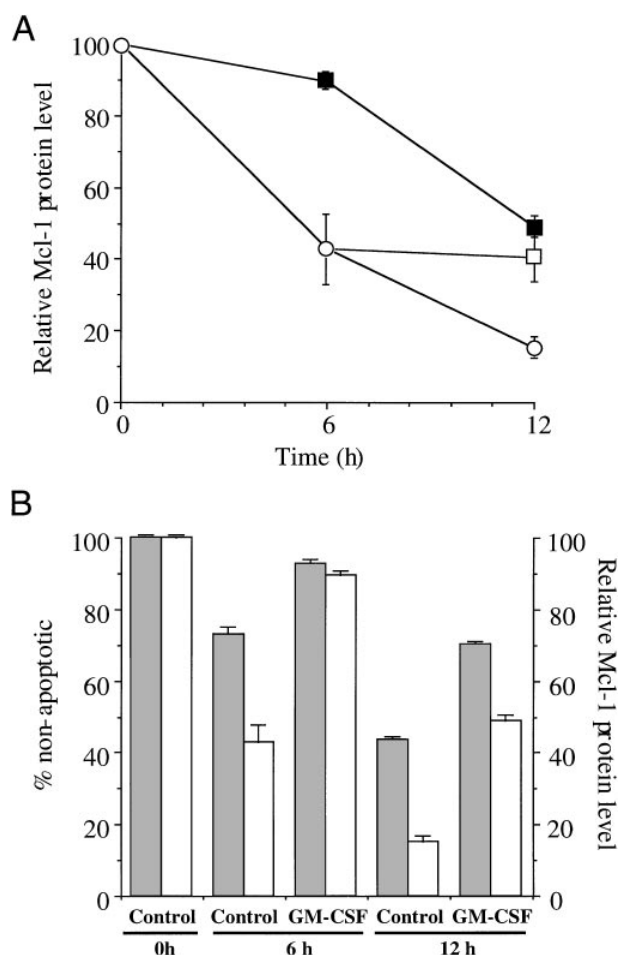 A
Relative Mcl-1 protein level
100
80
60
40
20
0
0
6
12
Time (h)
B
% non-apoptotic
100
80
60
40
20
0
Relative Mcl-1 protein level
100
80
60
40
20
0
Control
Control
GM-CSF
Control
GM-CSF
0h
6 h
12 h